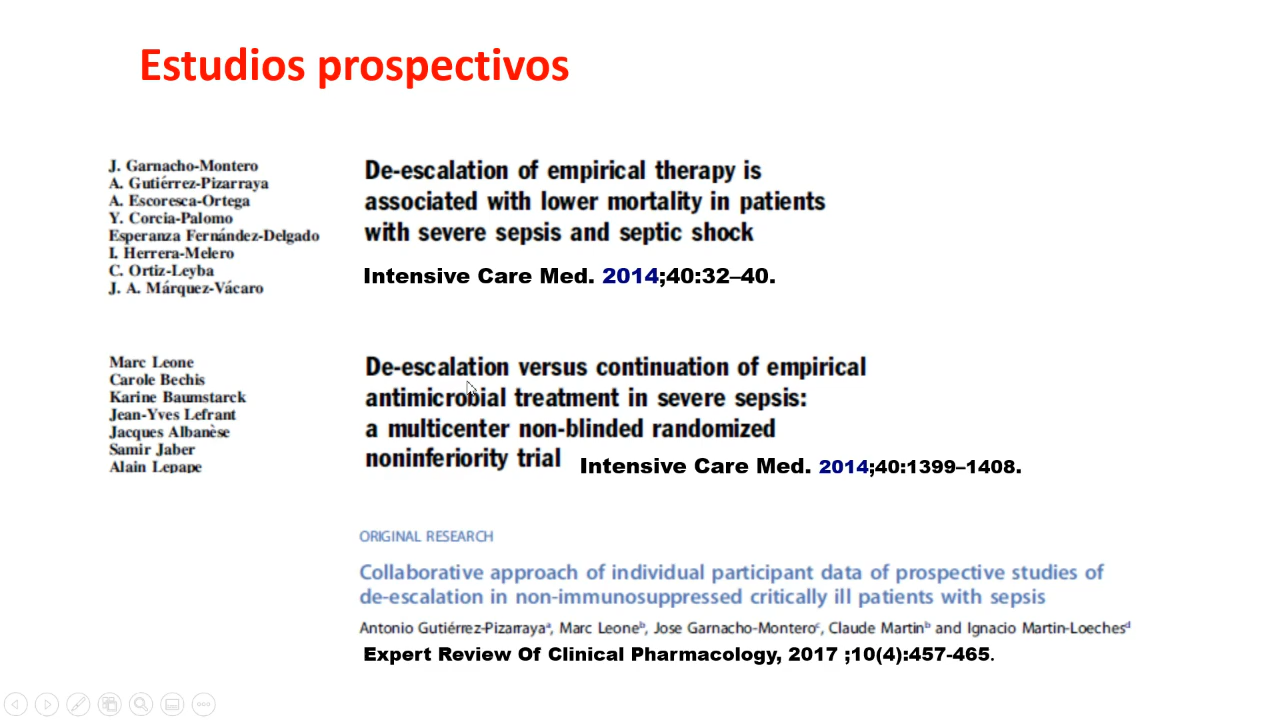 Estudios prospectivos
J. Garnacho-Montero
A. Gutiérrez-Pizarraya
A. Escoresca-Ortega
Y. Corcia-Palomo
Esperanza Fernández-Delgado
I. Herrera-Melero
C. Ortiz-Leyba
J. A. Márquez-Vácaro
De-escalation of empirical therapy is
associated with lower mortality in patients
with severe sepsis and septic shock
Intensive Care Med. 2014;40:32–40.
Marc Leone
Carole Bechis
Karine Baumstarck
Jean-Yves Lefrant
Jacques Albanèse
Samir Jaber
Alain Lepape
De-escalation versus continuation of empirical
antimicrobial treatment in severe sepsis:
a multicenter non-blinded randomized
noninferiority trial
Intensive Care Med. 2014;40:1399–1408.
ORIGINAL RESEARCH
Collaborative approach of individual participant data of prospective studies of
de-escalation in non-immunosuppressed critically ill patients with sepsis
Antonio Gutiérrez-Pizarrayaᵃ, Marc Leoneᵇ, Jose Garnacho-Monteroᶜ, Claude Martinᵇ and Ignacio Martin-Loechesᵈ
Expert Review Of Clinical Pharmacology, 2017 ;10(4):457-465.